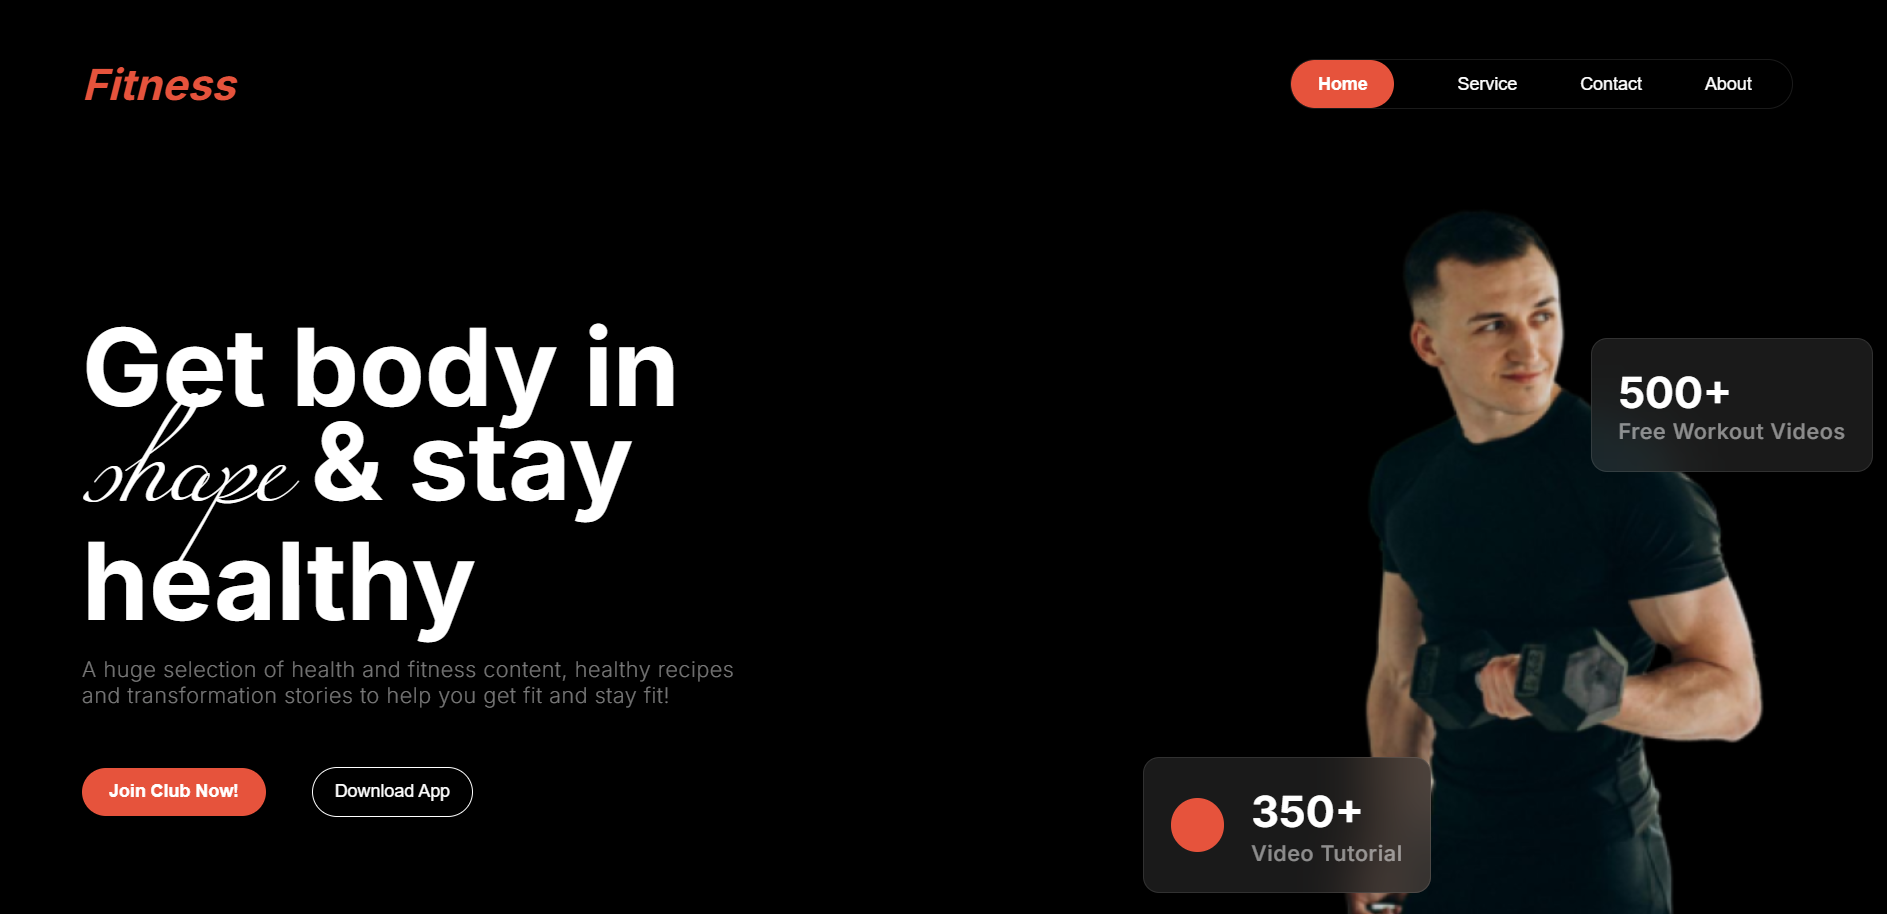 Fitness
Home Service Contact About
Get body in
shape & stay
healthy
A huge selection of health and fitness content, healthy recipes
and transformation stories to help you get fit and stay fit!
Join Club Now! Download App
500+
Free Workout Videos
350+
Video Tutorial